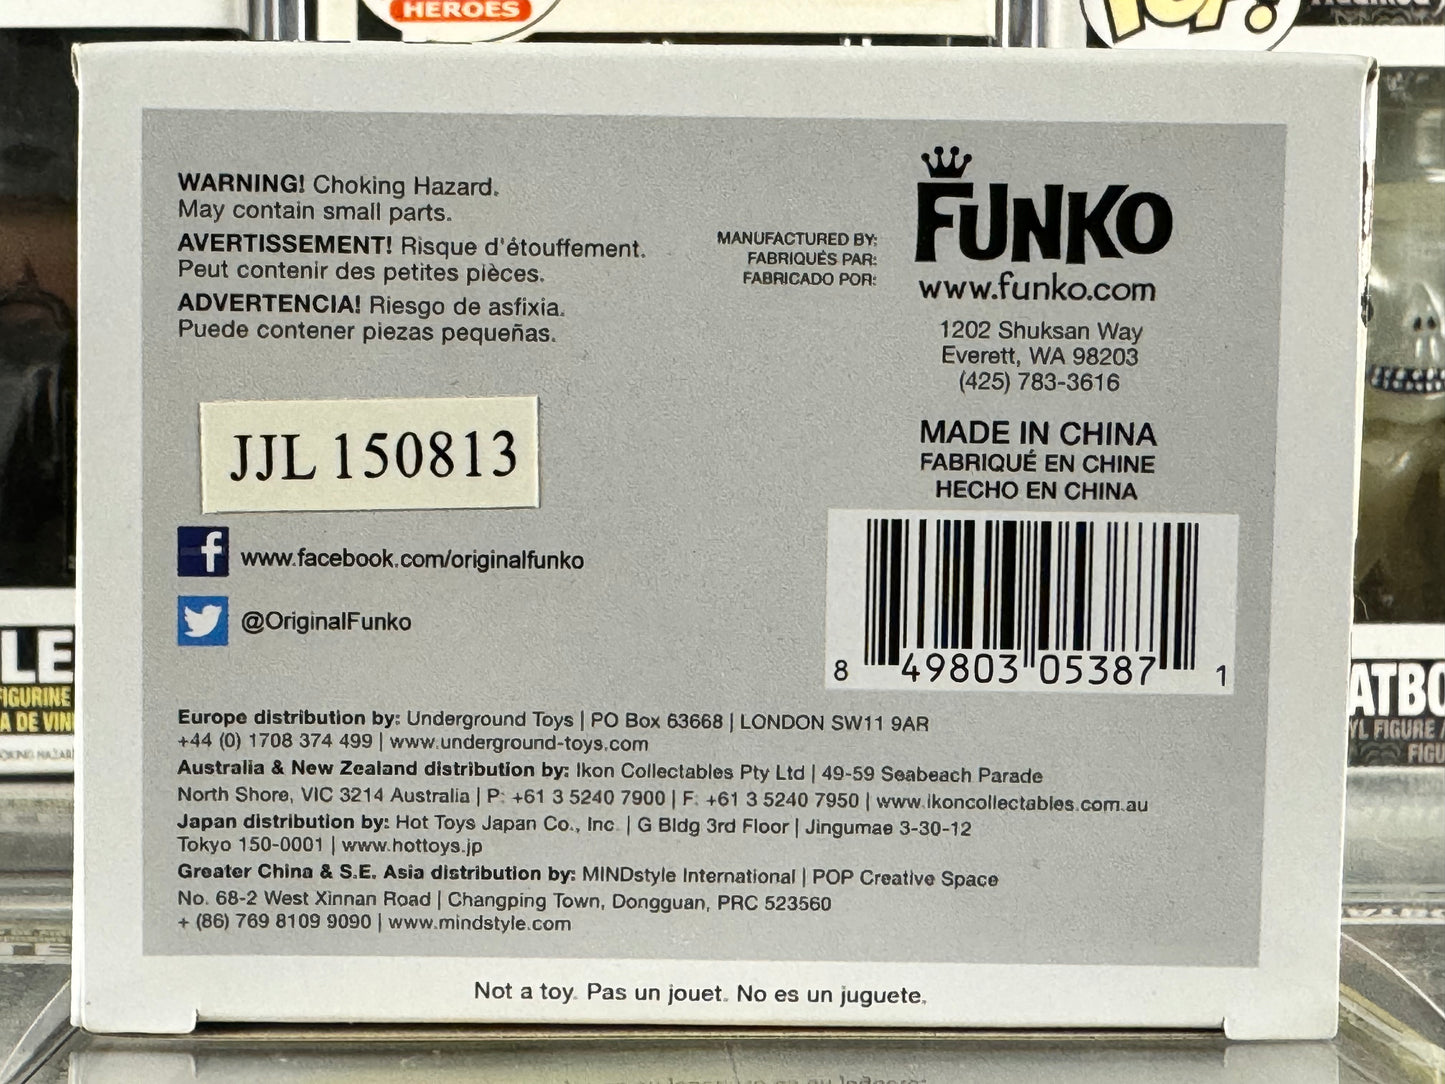 HEROES
POP!
WARNING! Choking Hazard.
May contain small parts.
AVERTISSEMENT! Risque d'étouffement.
Peut contenir des petites pièces.
ADVERTENCIA! Riesgo de asfixia.
Puede contener piezas pequeñas.
MANUFACTURED BY:
FABRIQUÉS PAR:
FABRICADO POR:
FUNKO
www.funko.com
1202 Shuksan Way
Everett, WA 98203
(425) 783-3616
MADE IN CHINA
FABRIQUÉ EN CHINE
HECHO EN CHINA
JJL 150813
f www.facebook.com/originalfunko
@OriginalFunko
8 49803 05387 1
Europe distribution by: Underground Toys | PO Box 63668 | LONDON SW11 9AR
+44 (0) 1708 374 499 | www.underground-toys.com
Australia & New Zealand distribution by: Ikon Collectables Pty Ltd | 49-59 Seabeach Parade
North Shore, VIC 3214 Australia | P: +61 3 5240 7900 | F: +61 3 5240 7950 | www.ikoncollectables.com.au
Japan distribution by: Hot Toys Japan Co., Inc. | G Bldg 3rd Floor | Jingumae 3-30-12
Tokyo 150-0001 | www.hottoys.jp
Greater China & S.E. Asia distribution by: MINDstyle International | POP Creative Space
No. 68-2 West Xinnan Road | Changping Town, Dongguan, PRC 523560
+ (86) 769 8109 9090 | www.mindstyle.com
Not a toy. Pas un jouet. No es un juguete.
LE
FIGURINE
A DE VIN
ATBO
YL FIGURE /
FIGU